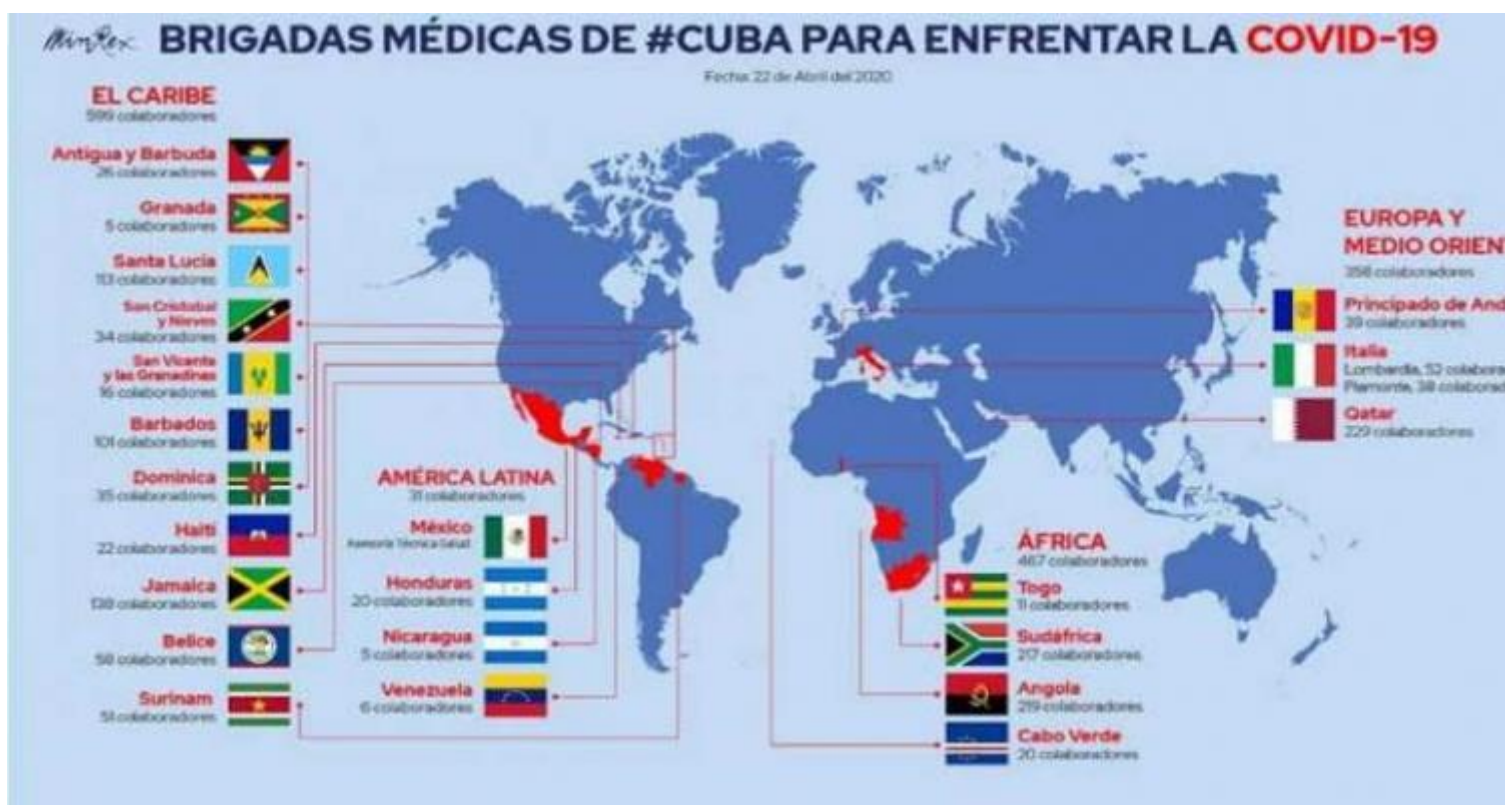 MinRex BRIGADAS MÉDICAS DE #CUBA PARA ENFRENTAR LA COVID-19
Fecha: 22 de Abril del 2020
EL CARIBE
599 colaboradores
Antigua y Barbuda
26 colaboradores
Granada
5 colaboradores
Santa Lucía
113 colaboradores
San Cristobal
y Nieves
34 colaboradores
San Vicente
y las Granadinas
16 colaboradores
Barbados
101 colaboradores
Dominica
35 colaboradores
Haití
22 colaboradores
Jamaica
138 colaboradores
Belice
58 colaboradores
Surinam
51 colaboradores
AMÉRICA LATINA
31 colaboradores
México
Asesoría Técnica Salud
Honduras
20 colaboradores
Nicaragua
5 colaboradores
Venezuela
6 colaboradores
EUROPA Y
MEDIO ORIENT
358 colaboradores
Principado de And
39 colaboradores
Italia
Lombardía, 52 colabora
Piamonte, 38 colaborad
Qatar
229 colaboradores
ÁFRICA
467 colaboradores
Togo
11 colaboradores
Sudáfrica
217 colaboradores
Angola
219 colaboradores
Cabo Verde
20 colaboradores